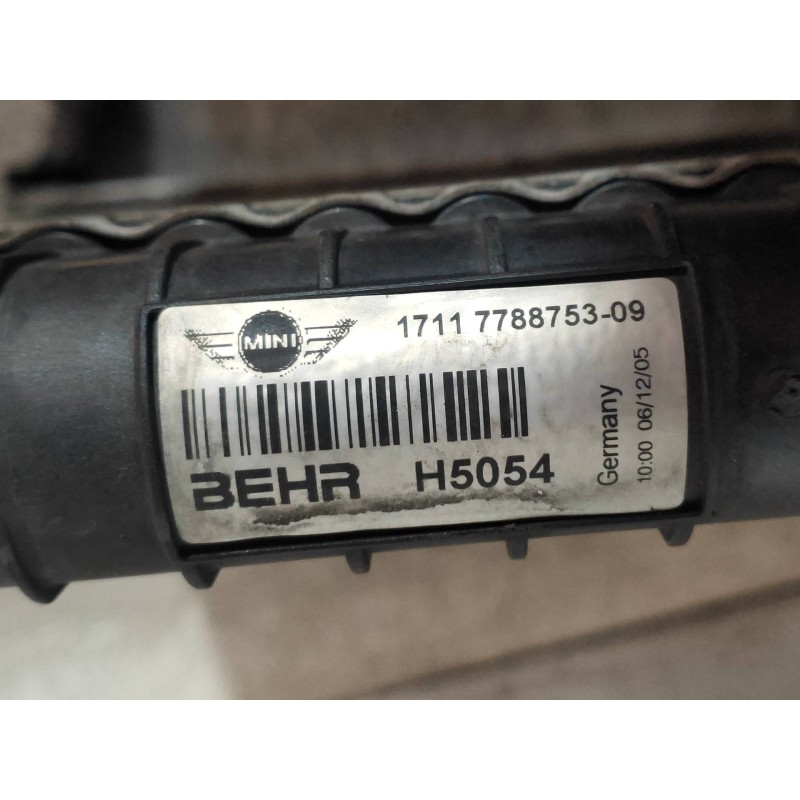 MINI
1711 7788753-09
BEHR H5054
Germany
10:00 06/12/05